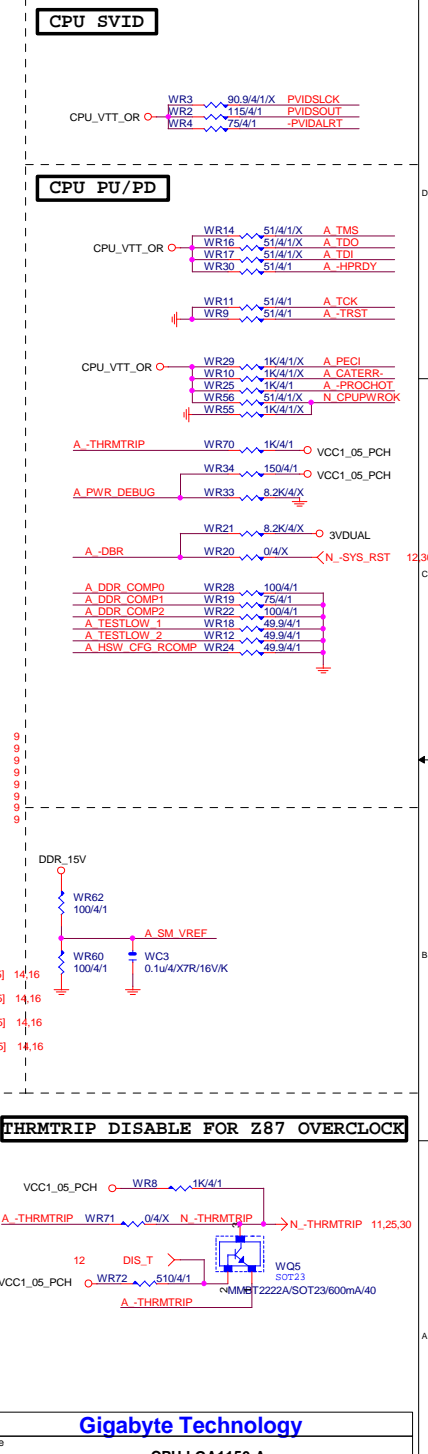 CPU SVID
WR3 90.9/4/1/X PVIDSLCK
CPU_VTT_OR WR2 115/4/1 PVIDSOUT
WR4 75/4/1 -PVIDALRT
CPU PU/PD
D
WR14 51/4/1/X A_TMS
CPU_VTT_OR WR16 51/4/1/X A_TDO
WR17 51/4/1/X A_TDI
WR30 51/4/1 A_-HPRDY
WR11 51/4/1 A_TCK
WR9 51/4/1 A_-TRST
CPU_VTT_OR WR29 1K/4/1/X A_PECI
WR10 1K/4/1/X A_CATERR-
WR25 1K/4/1 A_-PROCHOT
WR56 51/4/1/X N_CPUPWROK
WR55 1K/4/1/X
A_-THRMTRIP WR70 1K/4/1 VCC1_05_PCH
WR34 150/4/1 VCC1_05_PCH
A_PWR_DEBUG WR33 8.2K/4/X
WR21 8.2K/4/X 3VDUAL
A_-DBR WR20 0/4/X N_-SYS_RST
C
A_DDR_COMP0 WR28 100/4/1
A_DDR_COMP1 WR19 75/4/1
A_DDR_COMP2 WR22 100/4/1
A_TESTLOW_1 WR18 49.9/4/1
A_TESTLOW_2 WR12 49.9/4/1
A_HSW_CFG_RCOMP WR24 49.9/4/1
9
9
9
9
9
9
9
9
DDR_15V
WR62
100/4/1
A_SM_VREF
WR60
100/4/1
WC3
0.1u/4/X7R/16V/K
B
14,16
14,16
14,16
14,16
THRMTRIP DISABLE FOR Z87 OVERCLOCK
VCC1_05_PCH WR8 1K/4/1
A_-THRMTRIP WR71 0/4/X N_-THRMTRIP N_-THRMTRIP 11,25,30
3
12 DIS_T
WQ5
SOT23
VCC1_05_PCH WR72 510/4/1
2
MMBT2222A/SOT23/600mA/40
A_-THRMTRIP
A
Gigabyte Technology
CPU LGA1150-A